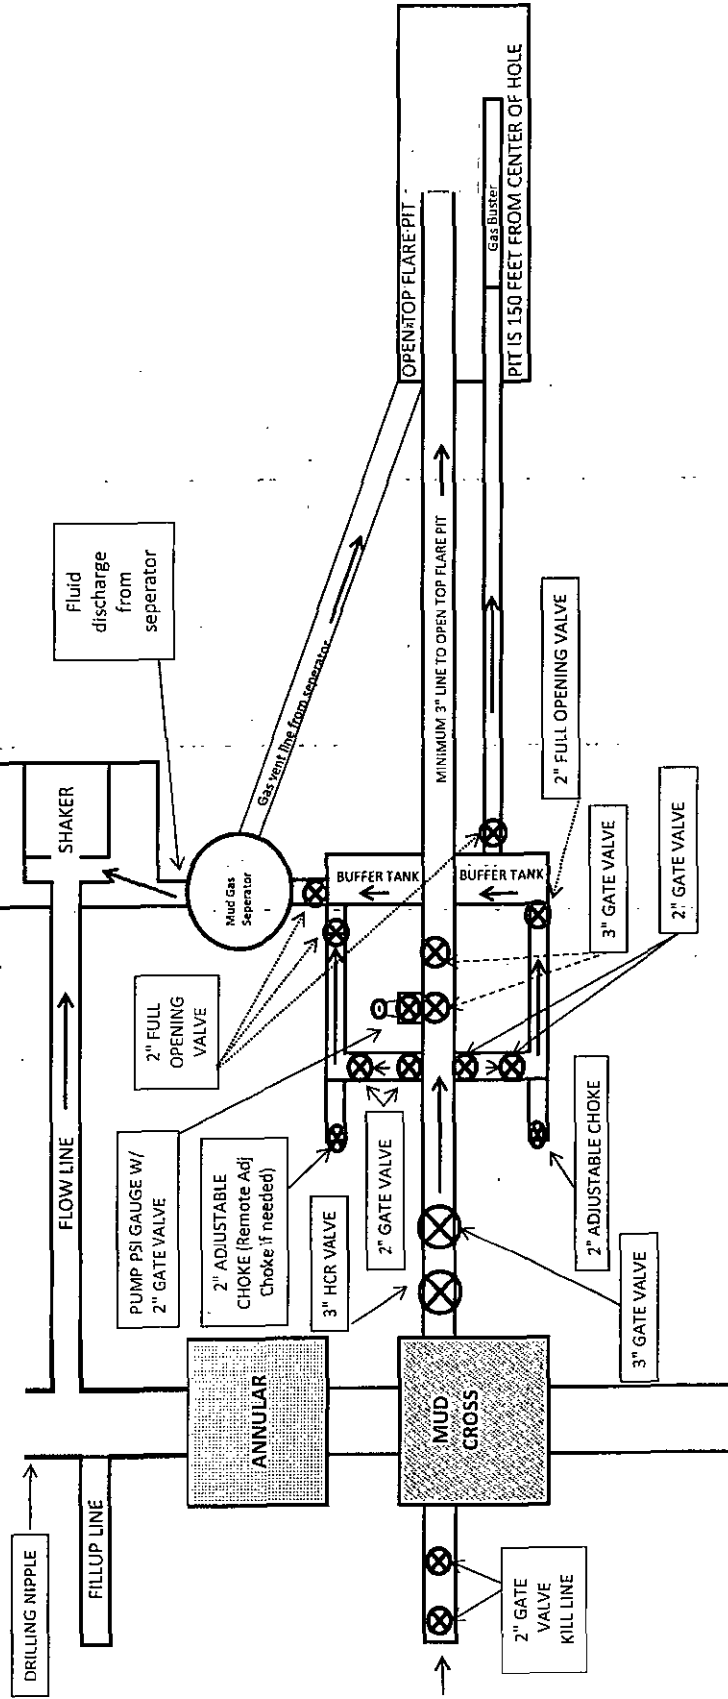 DRILLING NIPPLE
FILLUP LINE
FLOW LINE
SHAKER
Fluid
discharge
from
seperator
ANNULAR
PUMP PSI GAUGE W/
2" GATE VALVE
2" FULL
OPENING
VALVE
Mud Gas
Seperator
Gas vent line from seperator
2" ADJUSTABLE
CHOKE (Remote Adj
Choke if needed)
3" HCR VALVE
2" GATE VALVE
BUFFER TANK
BUFFER TANK
MUD
CROSS
MINIMUM 3" LINE TO OPEN TOP FLARE PIT
OPEN TOP FLARE PIT
Gas Buster
PIT IS 150 FEET FROM CENTER OF HOLE
2" GATE
VALVE
KILL LINE
3" GATE VALVE
2" ADJUSTABLE CHOKE
2" FULL OPENING VALVE
3" GATE VALVE
2" GATE VALVE